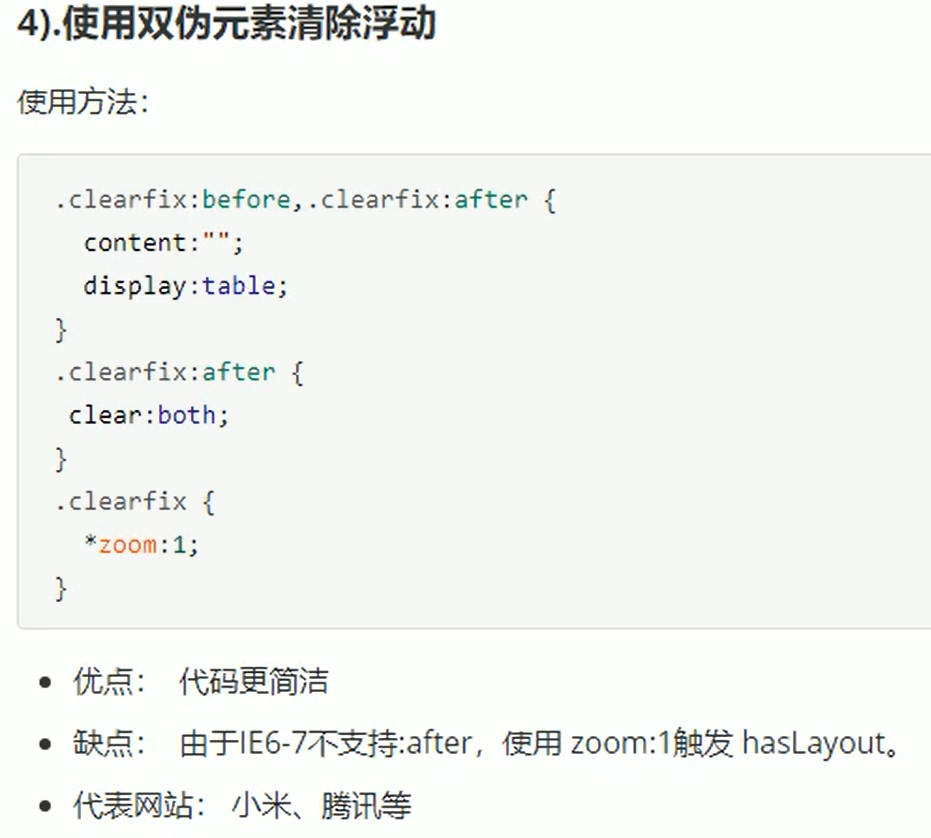 4).使用双伪元素清除浮动
使用方法：
.clearfix:before,.clearfix:after {
  content:"";
  display:table;
}
.clearfix:after {
 clear:both;
}
.clearfix {
  *zoom:1;
}
• 优点： 代码更简洁
• 缺点： 由于IE6-7不支持:after，使用 zoom:1触发 hasLayout。
• 代表网站： 小米、腾讯等